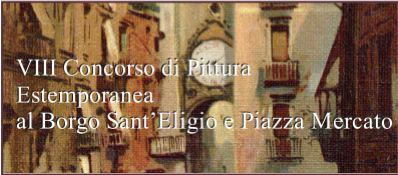 VIII Concorso di Pittura
Estemporanea
al Borgo Sant'Eligio e Piazza Mercato